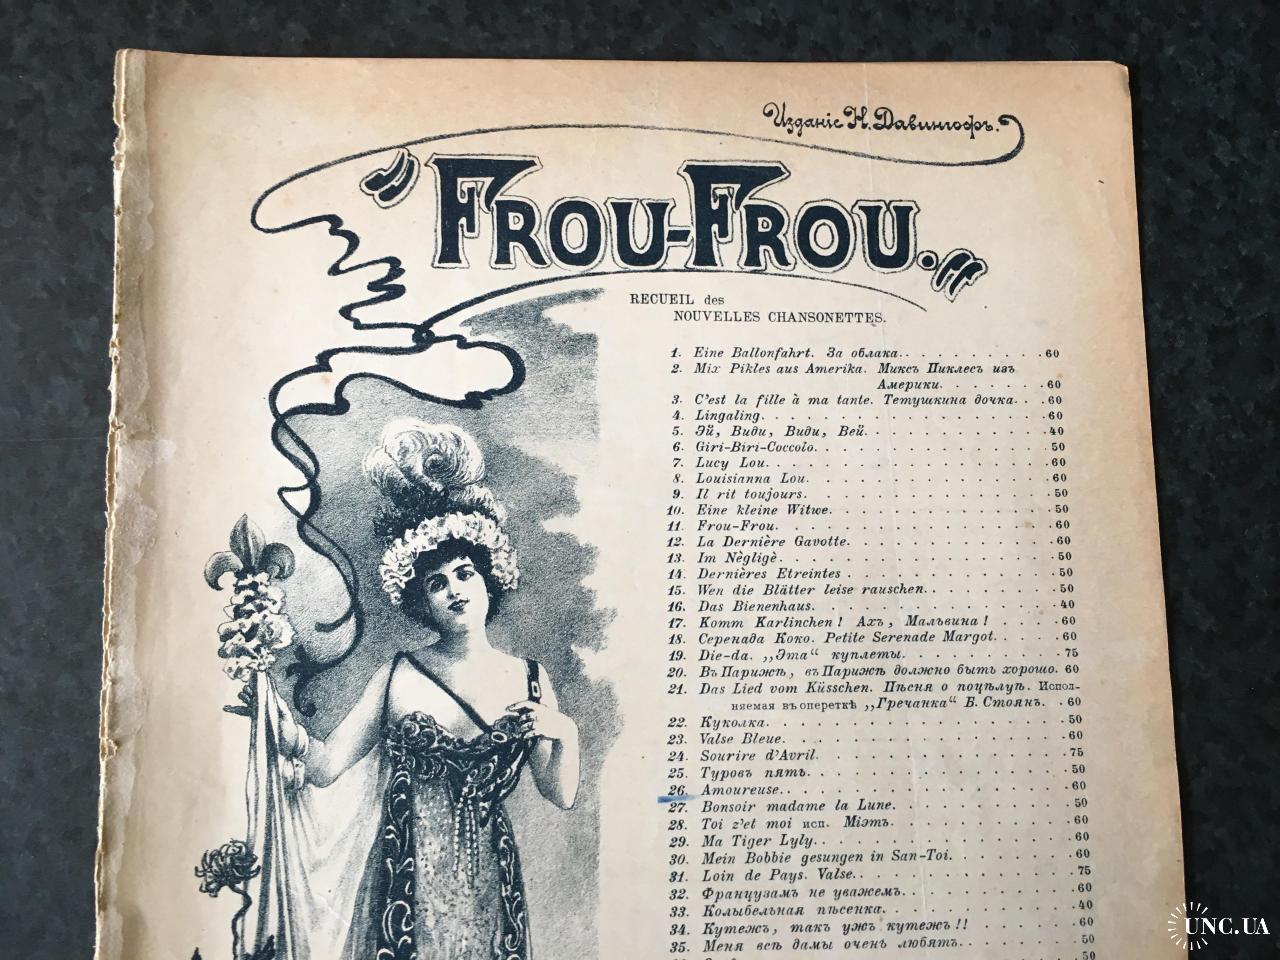 Изданіе Н. Давингофъ.
"FROU-FROU."
RECUEIL des
NOUVELLES CHANSONETTES.
1. Eine Ballonfahrt. За облака. . . . . . . . . . . 60
2. Mix Pikles aus Amerika. Миксъ Пиклесъ изъ
Америки. . . . . . . 60
3. C'est la fille à ma tante. Тетушкина дочка. . . 60
4. Lingaling. . . . . . . . . . . . . . . . . 60
5. Эй, Види, Види, Вей. . . . . . . . . . . . 40
6. Giri-Biri-Coccolo. . . . . . . . . . . . . . 50
7. Lucy Lou. . . . . . . . . . . . . . . . . 60
8. Louisianna Lou. . . . . . . . . . . . . . . 60
9. Il rit toujours. . . . . . . . . . . . . . . 50
10. Eine kleine Witwe. . . . . . . . . . . . . . 50
11. Frou-Frou. . . . . . . . . . . . . . . . . 60
12. La Dernière Gavotte. . . . . . . . . . . . . 60
13. Im Nègligè. . . . . . . . . . . . . . . . . 50
14. Dernières Etreintes . . . . . . . . . . . . . 50
15. Wen die Blätter leise rauschen. . . . . . . . . 50
16. Das Bienenhaus. . . . . . . . . . . . . . . 40
17. Komm Karlinchen! Ахъ, Мальвина! . . . . . 60
18. Серенада Коко. Petite Serenade Margot. . . . . 60
19. Die-da. „Эта“ куплеты. . . . . . . . . . . 75
20. Въ Парижѣ, въ Парижѣ должно быть хорошо. 60
21. Das Lied vom Küsschen. Пѣсня о поцѣлуѣ. Испол-
няемая въ опереткѣ „Гречанка“ Б. Стоянъ. . 60
22. Куколка. . . . . . . . . . . . . . . . . . 50
23. Valse Bleue. . . . . . . . . . . . . . . . . 60
24. Sourire d'Avril. . . . . . . . . . . . . . . 75
25. Туровъ пять. . . . . . . . . . . . . . . . 50
26. Amoureuse. . . . . . . . . . . . . . . . . 60
27. Bonsoir madame la Lune. . . . . . . . . . . 50
28. Toi z'et moi исп. Міэтъ. . . . . . . . . . . 60
29. Ma Tiger Lyly. . . . . . . . . . . . . . . . 60
30. Mein Bobbie gesungen in San-Toi. . . . . . . . 60
31. Loin de Pays. Valse. . . . . . . . . . . . . 75
32. Французамъ не уважемъ. . . . . . . . . . . 60
33. Колыбельная пѣсенка. . . . . . . . . . . . 40
34. Кутежъ, такъ ужъ кутежъ!! . . . . . . . . 60
35. Меня всѣ дамы очень любятъ. . . . . . . . . 50
50
UNC.UA